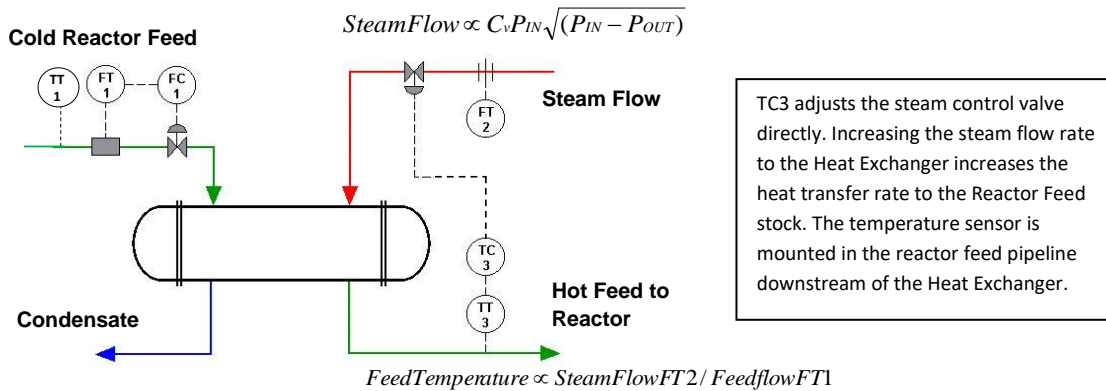 SteamFlow ∝ CvPIN√(PIN − POUT)
Cold Reactor Feed
TT
1
FT
1
FC
1
Steam Flow
FT
2
TC3 adjusts the steam control valve
directly. Increasing the steam flow rate
to the Heat Exchanger increases the
heat transfer rate to the Reactor Feed
stock. The temperature sensor is
mounted in the reactor feed pipeline
downstream of the Heat Exchanger.
TC
3
TT
3
Hot Feed to
Reactor
Condensate
FeedTemperature ∝ SteamFlowFT2 / FeedflowFT1